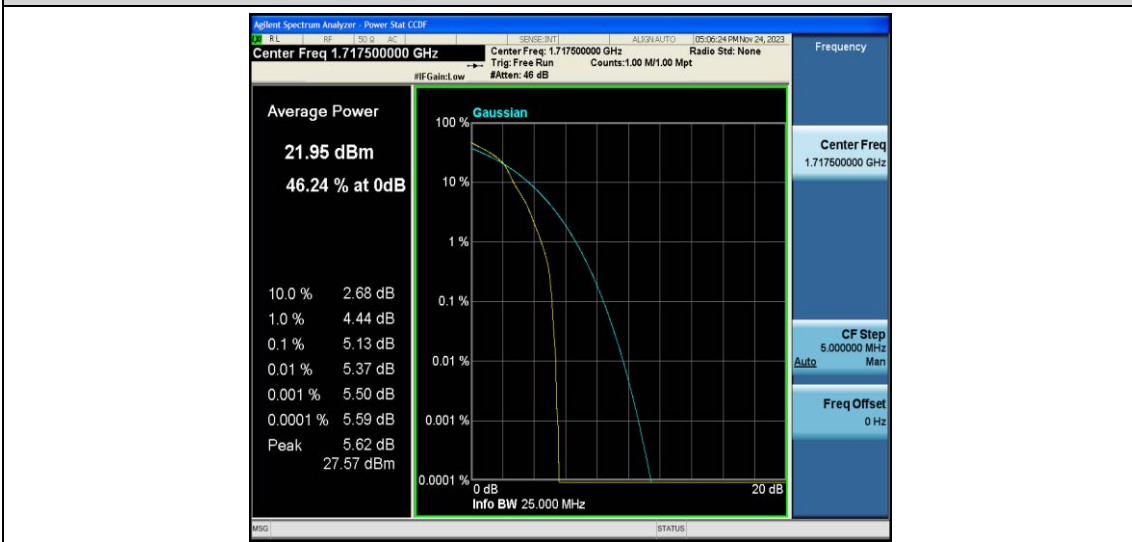 Agilent Spectrum Analyzer - Power Stat CCDF
RL RF 50 Ω AC SENSE:INT ALIGN AUTO 05:06:24 PM Nov 24, 2023
Center Freq 1.717500000 GHz
Center Freq: 1.717500000 GHz Radio Std: None
Trig: Free Run Counts:1.00 M/1.00 Mpt
#IFGain:Low #Atten: 46 dB
Frequency
Average Power
21.95 dBm
46.24 % at 0dB
10.0 % 2.68 dB
1.0 % 4.44 dB
0.1 % 5.13 dB
0.01 % 5.37 dB
0.001 % 5.50 dB
0.0001 % 5.59 dB
Peak 5.62 dB
27.57 dBm
Gaussian
100 %
10 %
1 %
0.1 %
0.01 %
0.001 %
0.0001 %
0 dB 20 dB
Info BW 25.000 MHz
Center Freq
1.717500000 GHz
CF Step
5.000000 MHz
Auto Man
Freq Offset
0 Hz
MSG STATUS